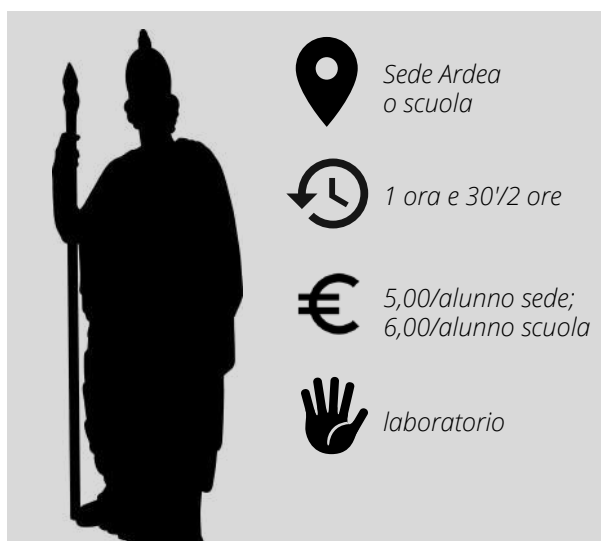 Sede Ardea
o scuola
1 ora e 30'/2 ore
5,00/alunno sede;
6,00/alunno scuola
laboratorio